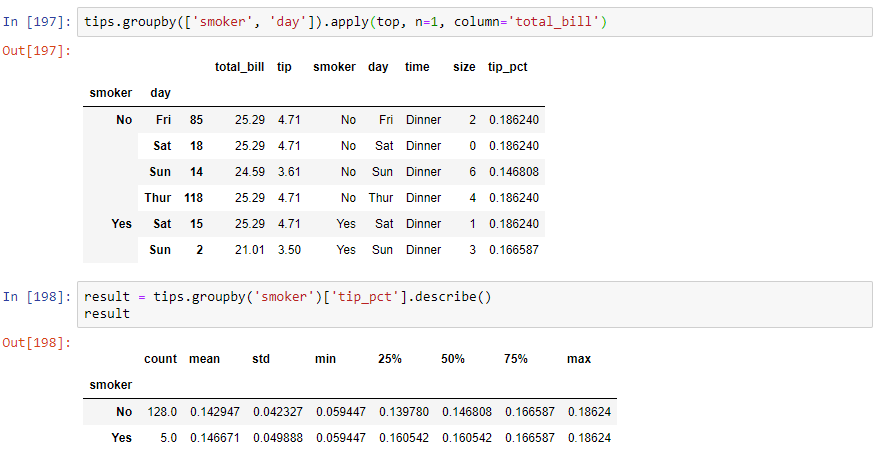 In [197]: tips.groupby(['smoker', 'day']).apply(top, n=1, column='total_bill')
Out[197]:
total_bill tip smoker day time size tip_pct
smoker day
No Fri 85 25.29 4.71 No Fri Dinner 2 0.186240
Sat 18 25.29 4.71 No Sat Dinner 0 0.186240
Sun 14 24.59 3.61 No Sun Dinner 6 0.146808
Thur 118 25.29 4.71 No Thur Dinner 4 0.186240
Yes Sat 15 25.29 4.71 Yes Sat Dinner 1 0.186240
Sun 2 21.01 3.50 Yes Sun Dinner 3 0.166587
In [198]: result = tips.groupby('smoker')['tip_pct'].describe()
result
Out[198]:
count mean std min 25% 50% 75% max
smoker
No 128.0 0.142947 0.042327 0.059447 0.139780 0.146808 0.166587 0.18624
Yes 5.0 0.146671 0.049888 0.059447 0.160542 0.160542 0.166587 0.18624